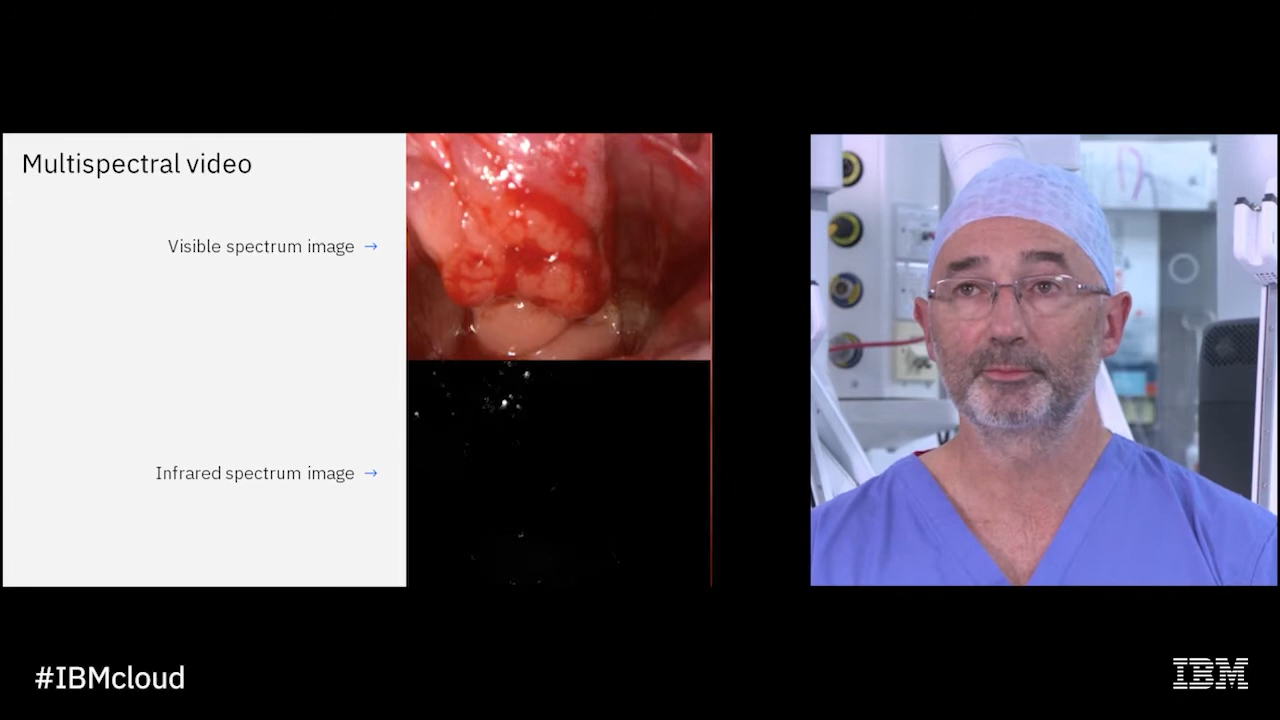 Multispectral video
Visible spectrum image →
Infrared spectrum image →
#IBMcloud
IBM